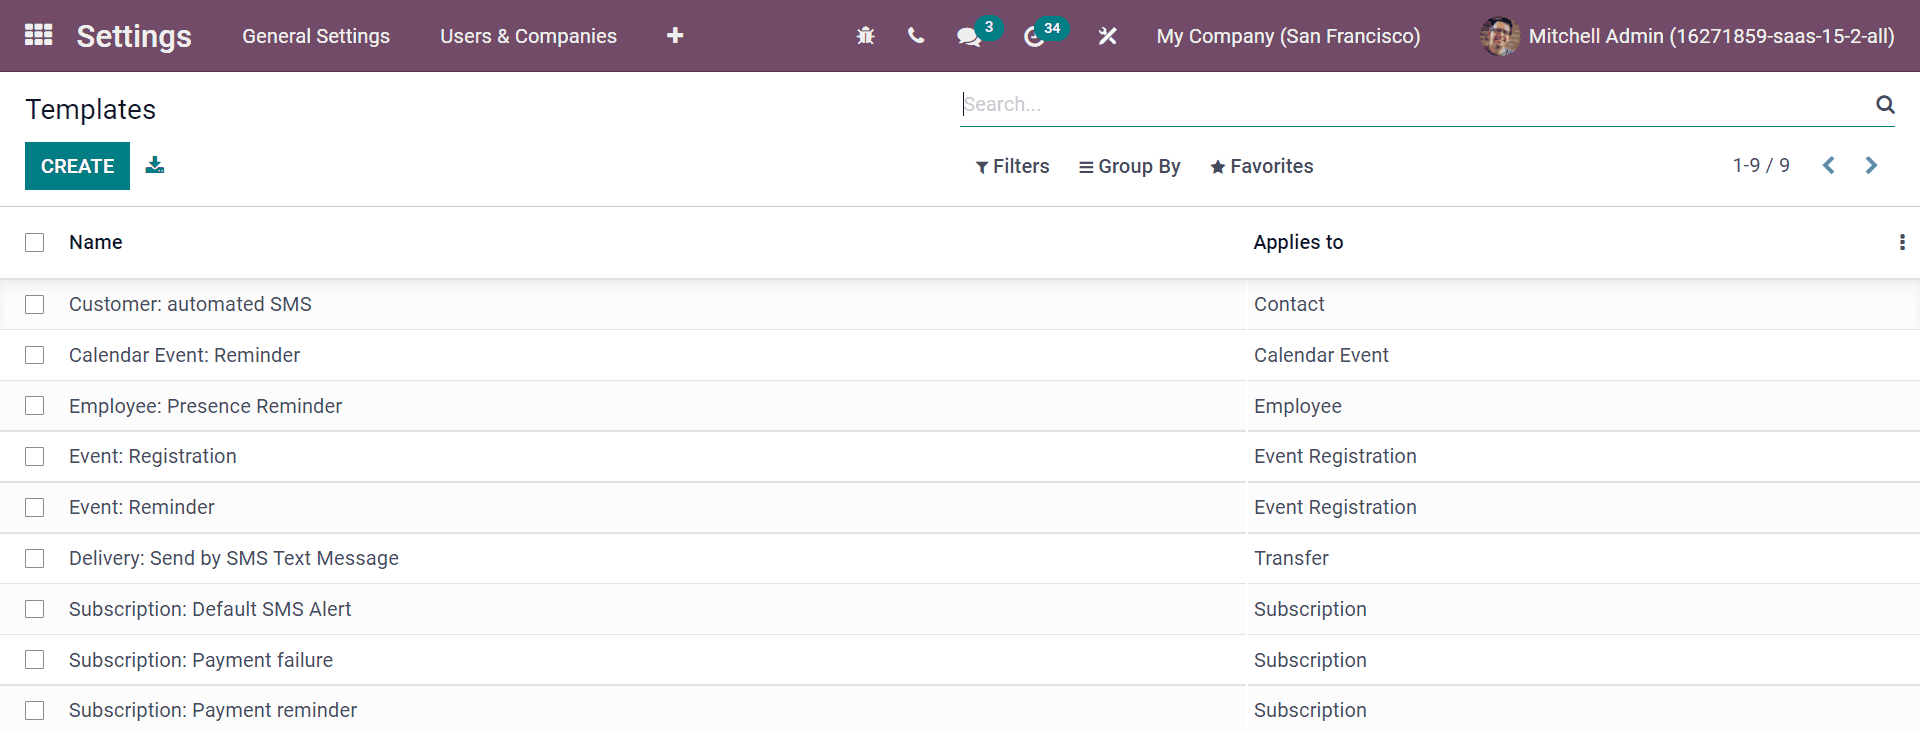 Settings General Settings Users & Companies 3 34 My Company (San Francisco) Mitchell Admin (16271859-saas-15-2-all)
Templates Search...
CREATE Filters Group By Favorites 1-9 / 9
Name Applies to
Customer: automated SMS Contact
Calendar Event: Reminder Calendar Event
Employee: Presence Reminder Employee
Event: Registration Event Registration
Event: Reminder Event Registration
Delivery: Send by SMS Text Message Transfer
Subscription: Default SMS Alert Subscription
Subscription: Payment failure Subscription
Subscription: Payment reminder Subscription